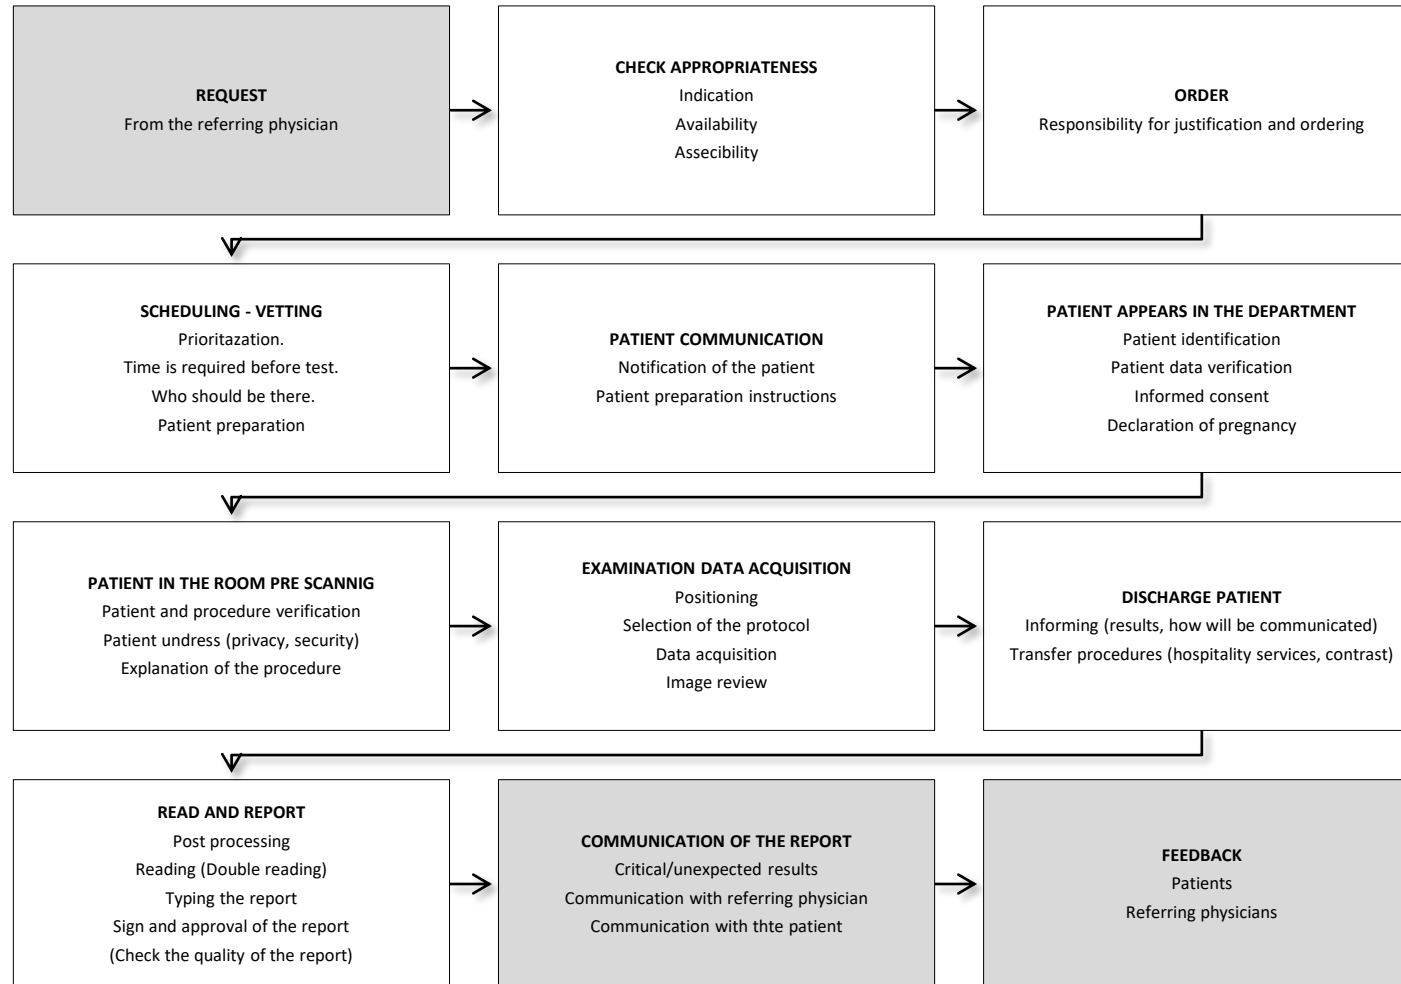 REQUEST
From the referring physician
CHECK APPROPRIATENESS
Indication
Availability
Assecibility
ORDER
Responsibility for justification and ordering
SCHEDULING - VETTING
Prioritazation.
Time is required before test.
Who should be there.
Patient preparation
PATIENT COMMUNICATION
Notification of the patient
Patient preparation instructions
PATIENT APPEARS IN THE DEPARTMENT
Patient identification
Patient data verification
Informed consent
Declaration of pregnancy
PATIENT IN THE ROOM PRE SCANNIG
Patient and procedure verification
Patient undress (privacy, security)
Explanation of the procedure
EXAMINATION DATA ACQUISITION
Positioning
Selection of the protocol
Data acquisition
Image review
DISCHARGE PATIENT
Informing (results, how will be communicated)
Transfer procedures (hospitality services, contrast)
READ AND REPORT
Post processing
Reading (Double reading)
Typing the report
Sign and approval of the report
(Check the quality of the report)
COMMUNICATION OF THE REPORT
Critical/unexpected results
Communication with referring physician
Communication with thte patient
FEEDBACK
Patients
Referring physicians